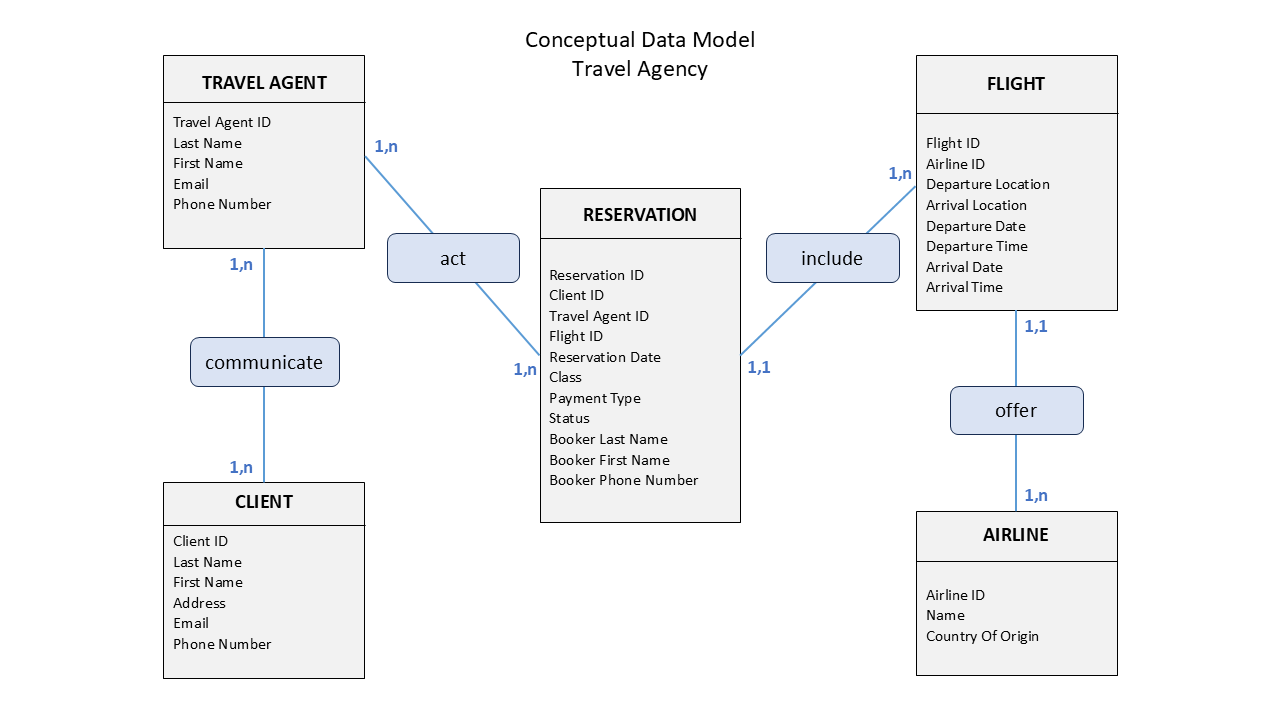 Conceptual Data Model
Travel Agency
TRAVEL AGENT
Travel Agent ID
Last Name
First Name
Email
Phone Number
1,n
1,n
communicate
1,n
CLIENT
Client ID
Last Name
First Name
Address
Email
Phone Number
act
1,n
RESERVATION
Reservation ID
Client ID
Travel Agent ID
Flight ID
Reservation Date
Class
Payment Type
Status
Booker Last Name
Booker First Name
Booker Phone Number
1,1
include
1,n
FLIGHT
Flight ID
Airline ID
Departure Location
Arrival Location
Departure Date
Departure Time
Arrival Date
Arrival Time
1,1
offer
1,n
AIRLINE
Airline ID
Name
Country Of Origin